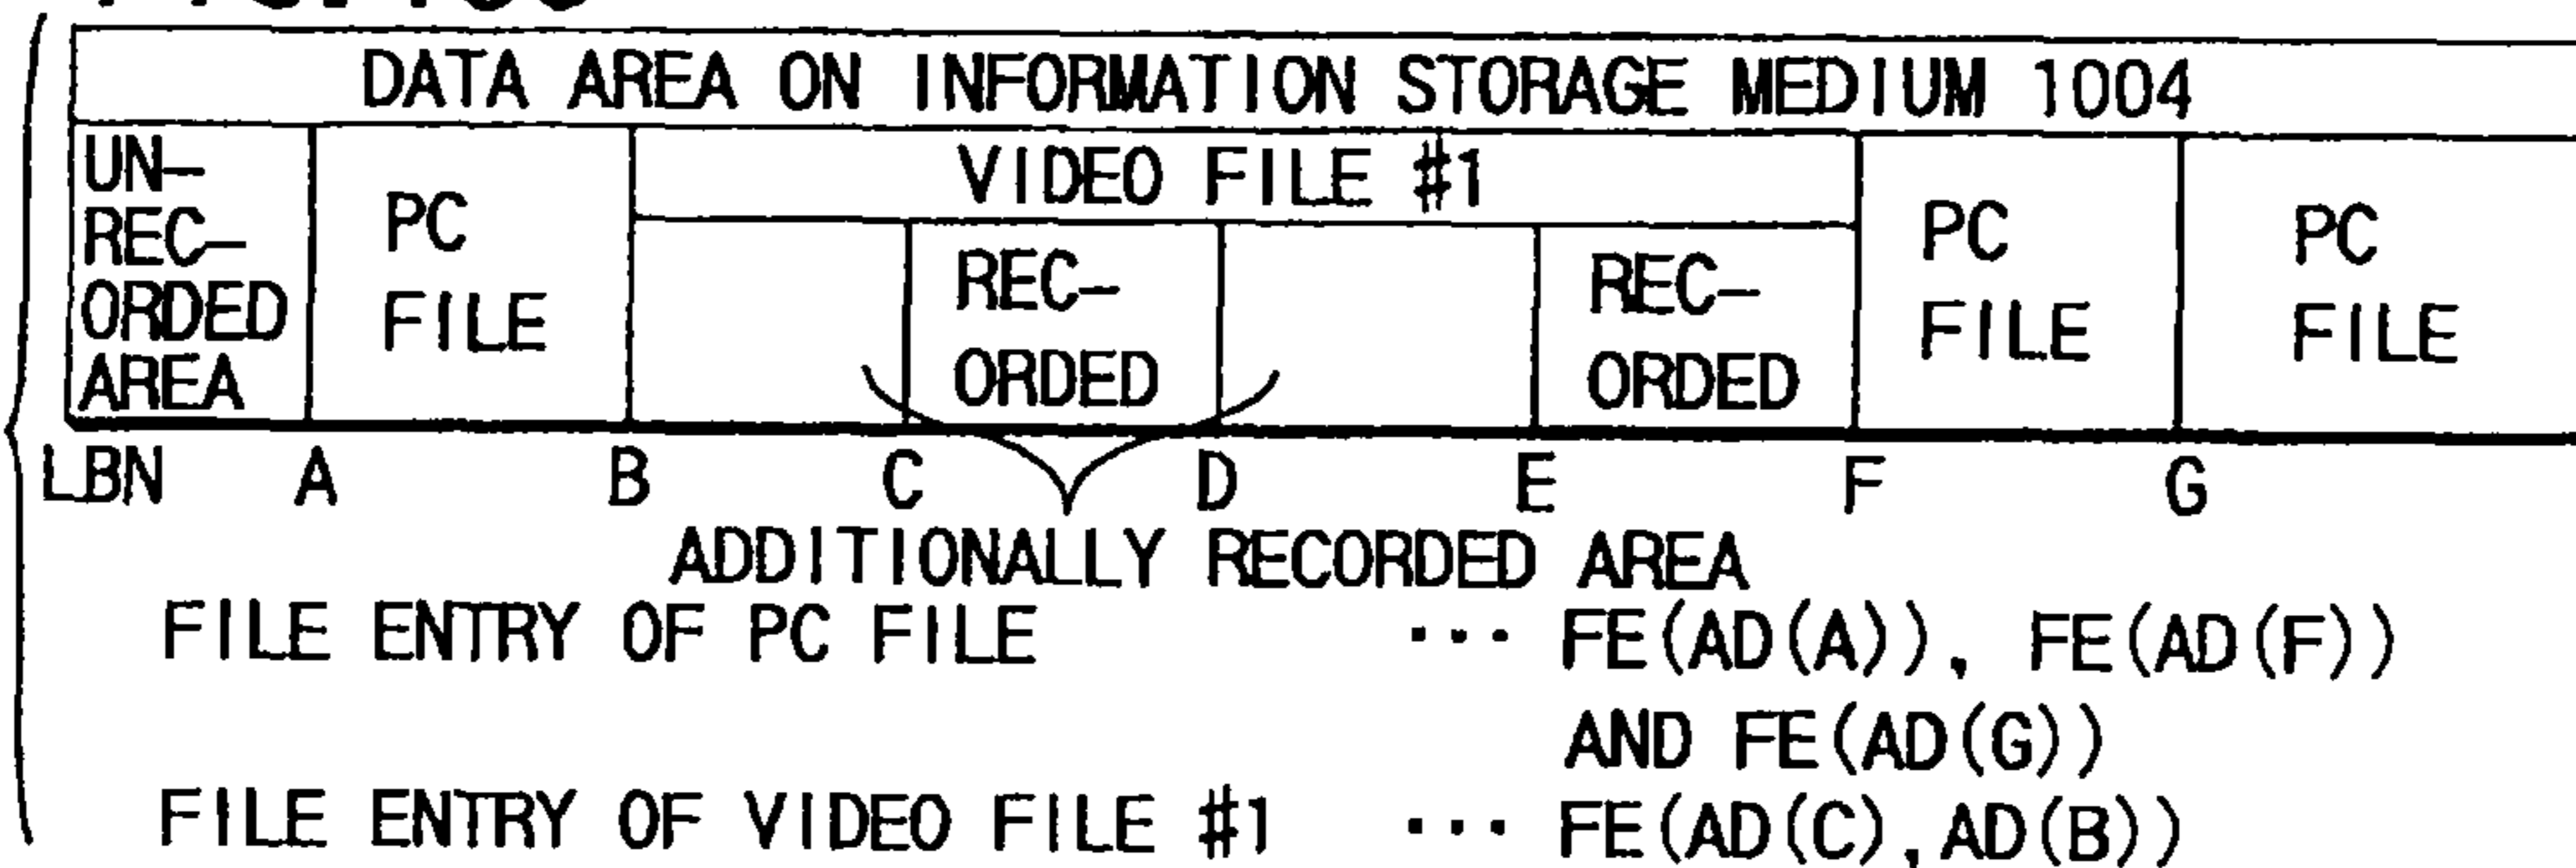 DATA AREA ON INFORMATION STORAGE MEDIUM 1004
UN-
REC-
ORDED
AREA
PC
FILE
VIDEO FILE #1
REC-
ORDED
REC-
ORDED
PC
FILE
PC
FILE
LBN A B C D E F G
ADDITIONALLY RECORDED AREA
FILE ENTRY OF PC FILE ... FE(AD(A)), FE(AD(F))
AND FE(AD(G))
FILE ENTRY OF VIDEO FILE #1 ... FE(AD(C),AD(B))